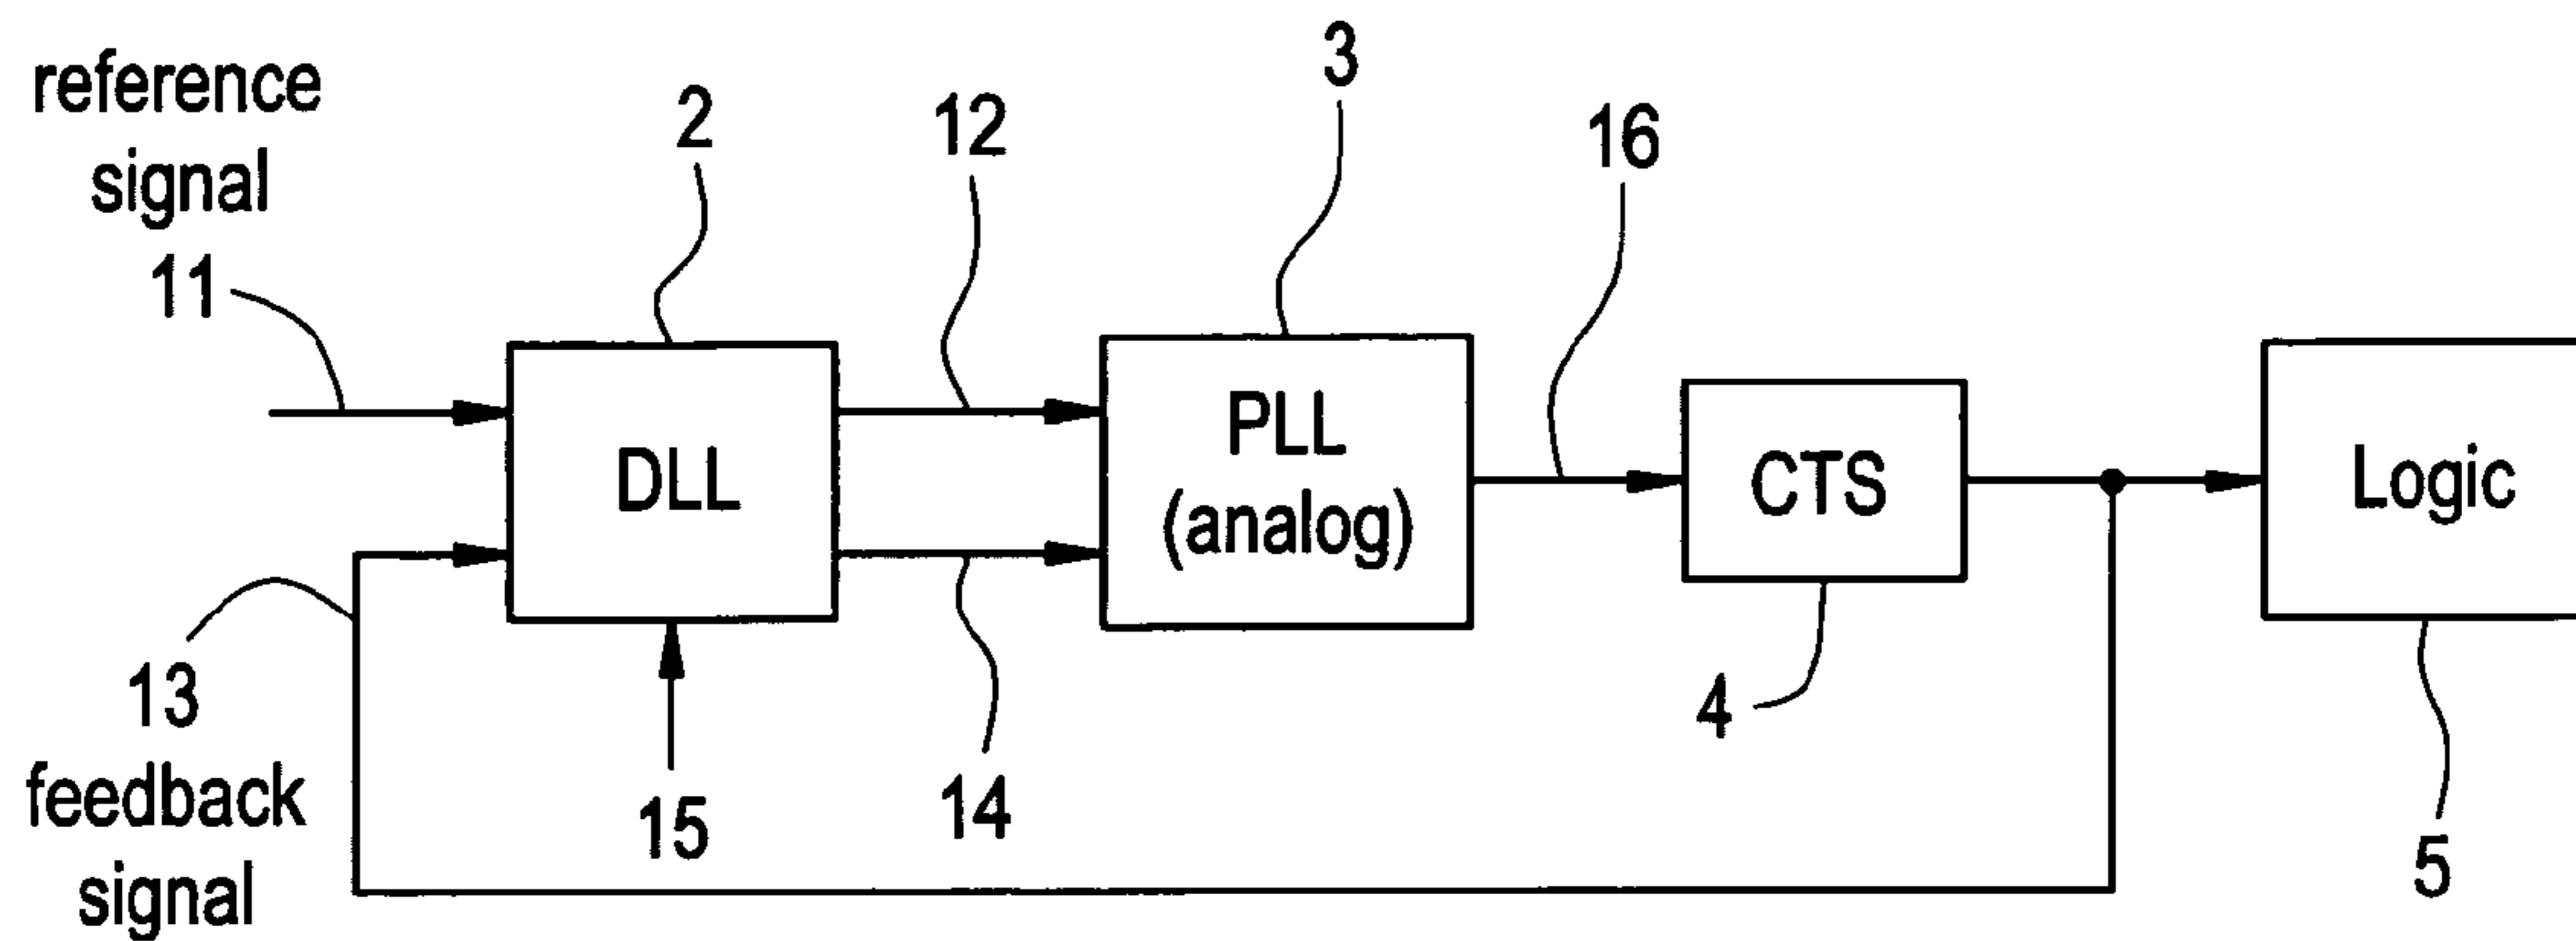 reference
signal
11
2
12
3
16
DLL
PLL
(analog)
CTS
Logic
13
feedback
signal
15
14
4
5